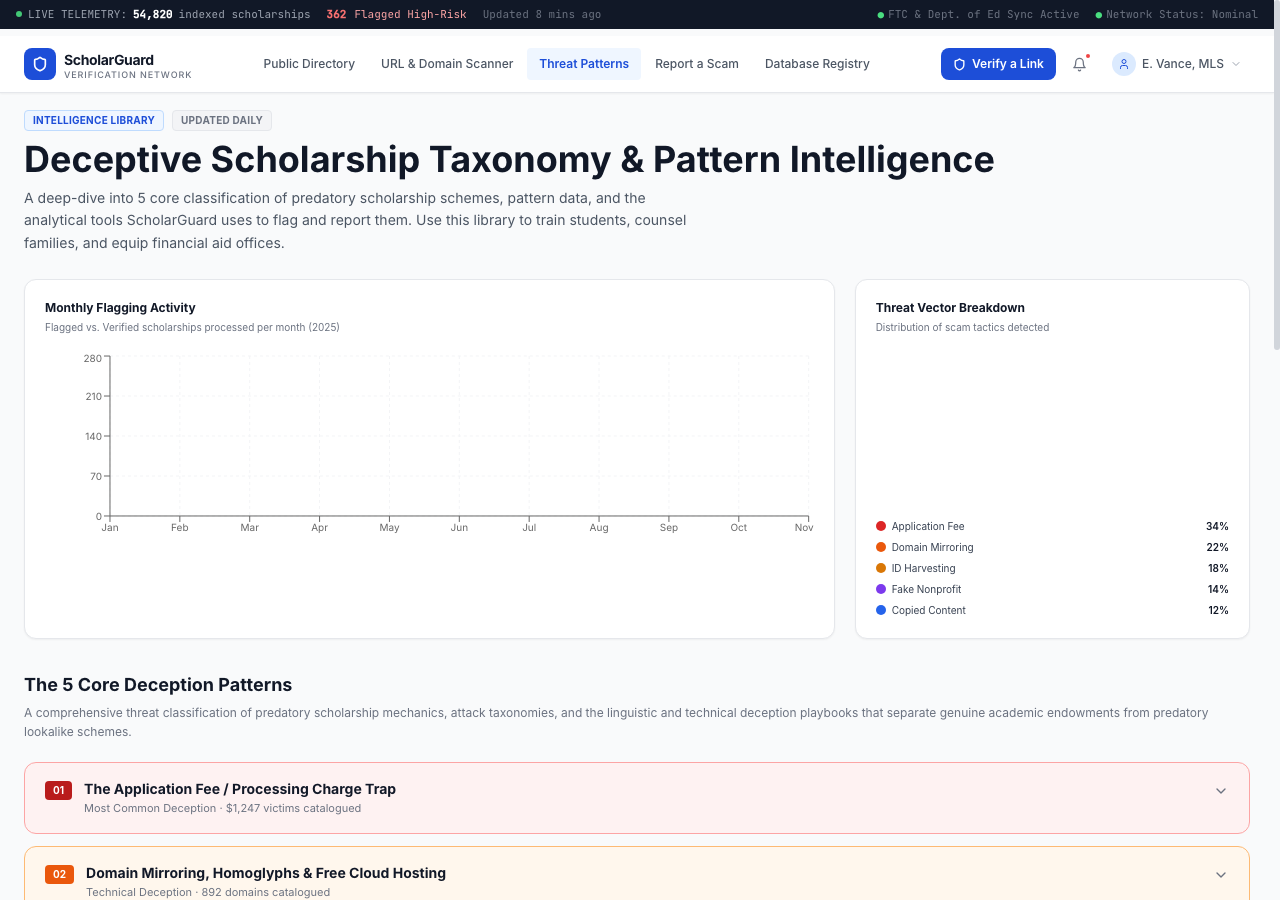 LIVE TELEMETRY: 54,820 indexed scholarships 362 Flagged High-Risk Updated 8 mins ago FTC & Dept. of Ed Sync Active Network Status: Nominal
ScholarGuard
VERIFICATION NETWORK
Public Directory URL & Domain Scanner Threat Patterns Report a Scam Database Registry Verify a Link E. Vance, MLS
INTELLIGENCE LIBRARY UPDATED DAILY
Deceptive Scholarship Taxonomy & Pattern Intelligence
A deep-dive into 5 core classification of predatory scholarship schemes, pattern data, and the
analytical tools ScholarGuard uses to flag and report them. Use this library to train students, counsel
families, and equip financial aid offices.
Monthly Flagging Activity
Flagged vs. Verified scholarships processed per month (2025)
280
210
140
70
0
Jan Feb Mar Apr May Jun Jul Aug Sep Oct Nov
Threat Vector Breakdown
Distribution of scam tactics detected
Application Fee 34%
Domain Mirroring 22%
ID Harvesting 18%
Fake Nonprofit 14%
Copied Content 12%
The 5 Core Deception Patterns
A comprehensive threat classification of predatory scholarship mechanics, attack taxonomies, and the linguistic and technical deception playbooks that separate genuine academic endowments from predatory
lookalike schemes.
01 The Application Fee / Processing Charge Trap
Most Common Deception · $1,247 victims catalogued
02 Domain Mirroring, Homoglyphs & Free Cloud Hosting
Technical Deception · 892 domains catalogued